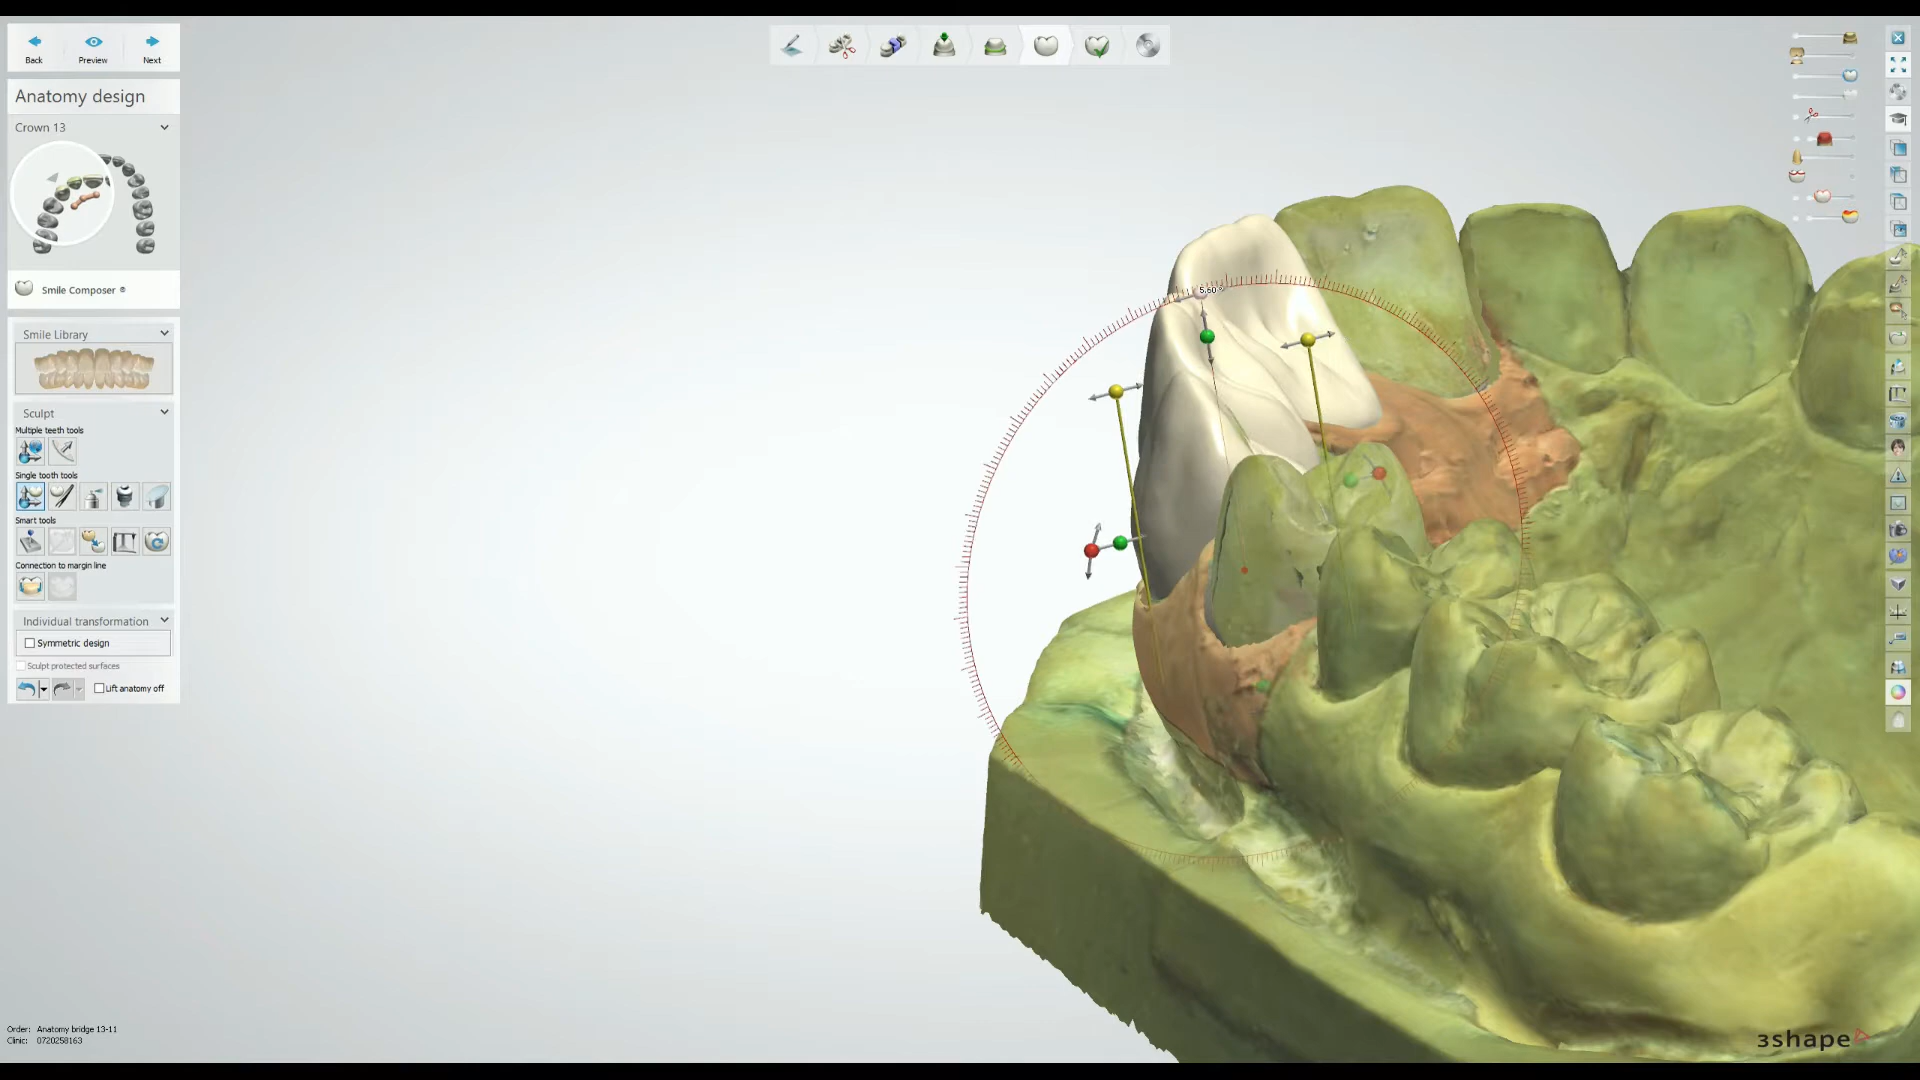 Back Preview Next
Anatomy design
Crown 13
Smile Composer ®
Smile Library
Sculpt
Multiple teeth tools
Single tooth tools
Smart tools
Connection to margin line
Individual transformation
Symmetric design
Sculpt protected surfaces
Lift anatomy off
5.60 °
Order: Anatomy bridge 13-11
Clinic: 0720258163
3shape